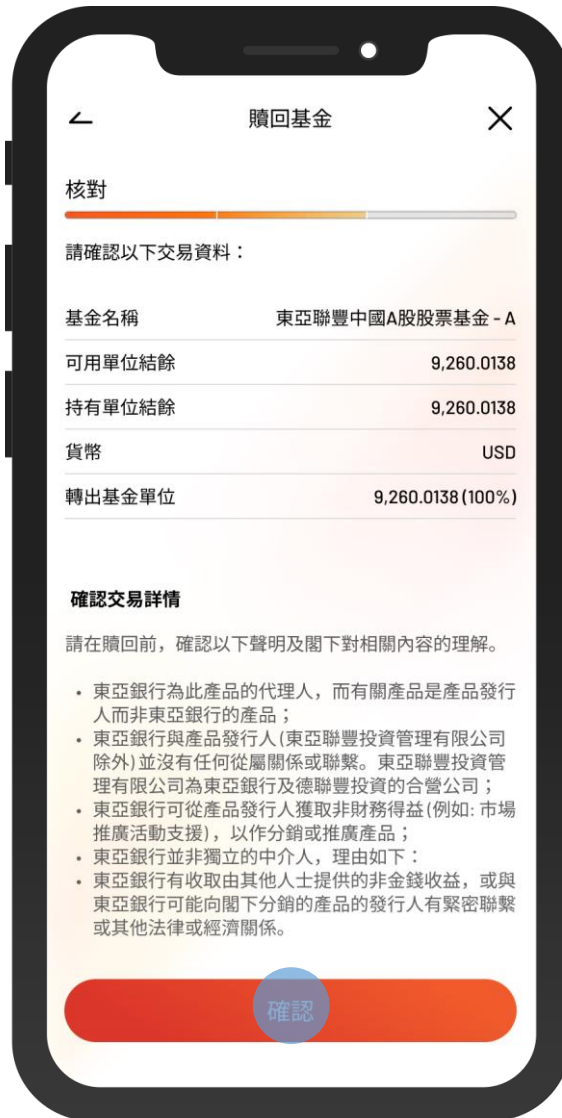 贖回基金
核對
請確認以下交易資料：
基金名稱 東亞聯豐中國A股股票基金 - A
可用單位結餘 9,260.0138
持有單位結餘 9,260.0138
貨幣 USD
轉出基金單位 9,260.0138 (100%)
確認交易詳情
請在贖回前，確認以下聲明及閣下對相關內容的理解。
• 東亞銀行為此產品的代理人，而有關產品是產品發行
人而非東亞銀行的產品；
• 東亞銀行與產品發行人(東亞聯豐投資管理有限公司
除外)並沒有任何從屬關係或聯繫。東亞聯豐投資管
理有限公司為東亞銀行及德聯豐投資的合營公司；
• 東亞銀行可從產品發行人獲取非財務得益(例如: 市場
推廣活動支援)，以作分銷或推廣產品；
• 東亞銀行並非獨立的中介人，理由如下：
• 東亞銀行有收取由其他人士提供的非金錢收益，或與
東亞銀行可能向閣下分銷的產品的發行人有緊密聯繫
或其他法律或經濟關係。
確認